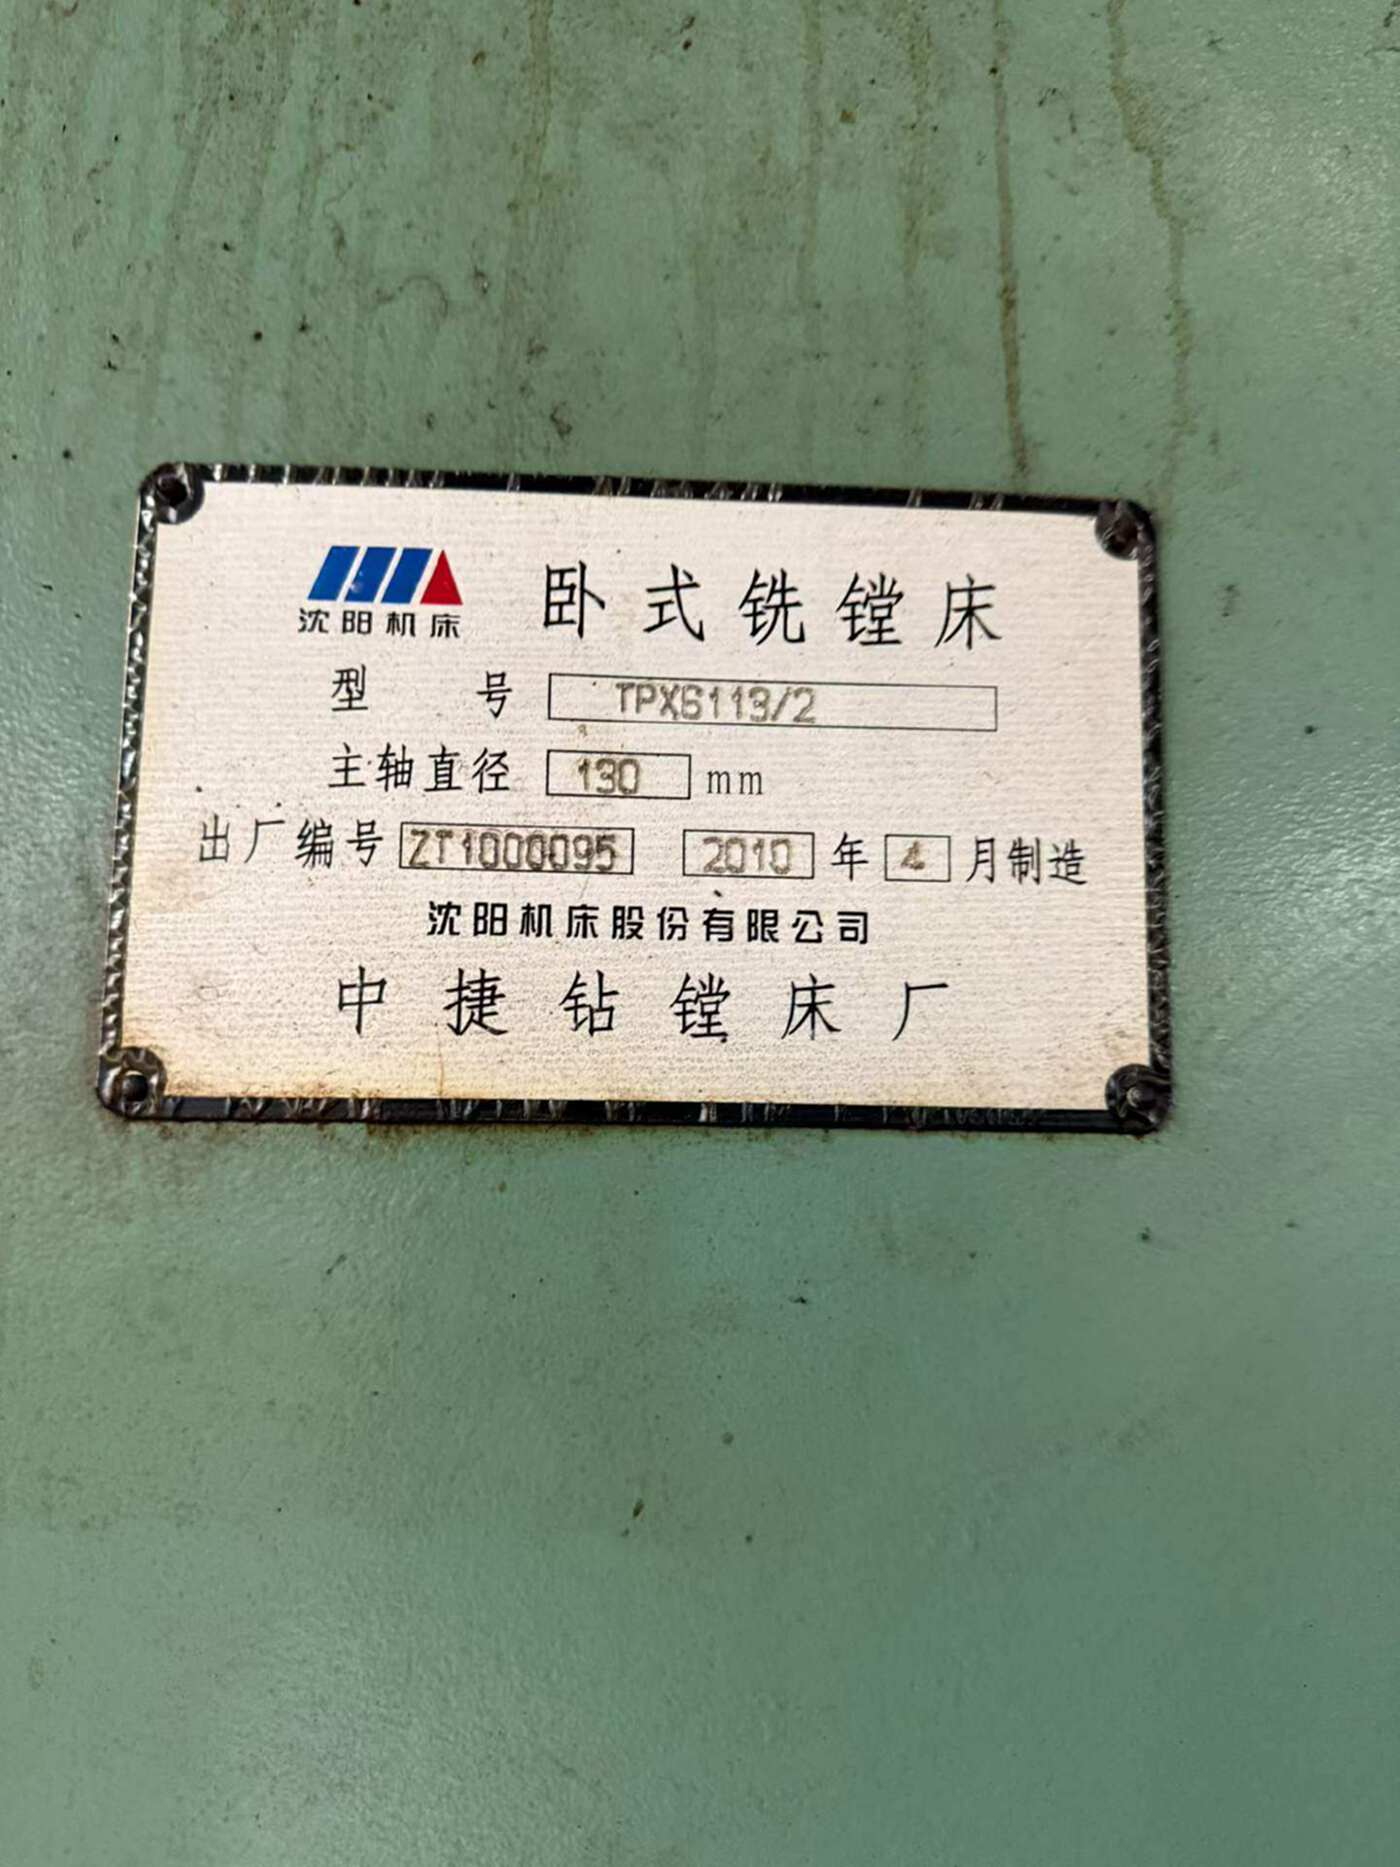 沈阳机床 卧式铣镗床
型号 TPX6113/2
主轴直径 130 mm
出厂编号 ZT1000095 2010 年 4 月制造
沈阳机床股份有限公司
中捷钻镗床厂